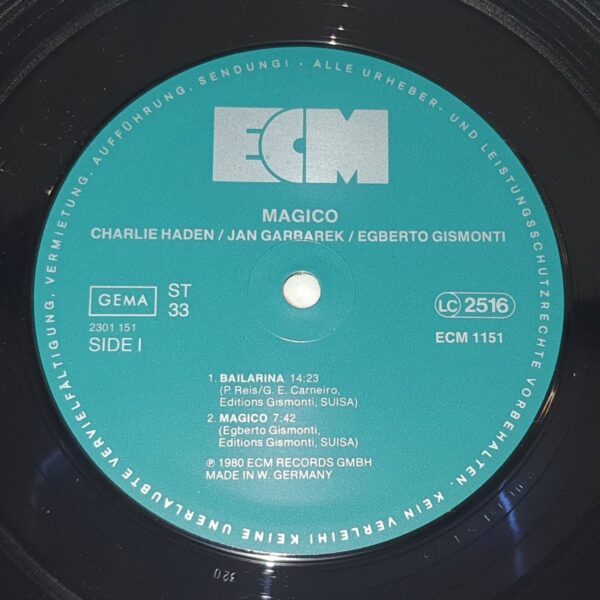 ALLE URHEBER- UND LEISTUNGSSCHUTZRECHTE VORBEHALTEN. KEIN VERLEIH! KEINE UNERLAUBTE VERVIELFÄLTIGUNG, VERMIETUNG, AUFFÜHRUNG, SENDUNG! ·
ECM
MAGICO
CHARLIE HADEN / JAN GARBAREK / EGBERTO GISMONTI
GEMA
ST
33
LC 2516
2301 151
SIDE I
ECM 1151
1. BAILARINA 14:23
(P. Reis/G. E. Carneiro,
Editions Gismonti, SUISA)
2. MAGICO 7:42
(Egberto Gismonti,
Editions Gismonti, SUISA)
℗ 1980 ECM RECORDS GMBH
MADE IN W. GERMANY
320